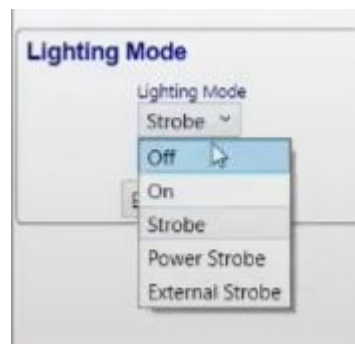 Lighting Mode
Lighting Mode
Strobe
Off
On
Strobe
Power Strobe
External Strobe